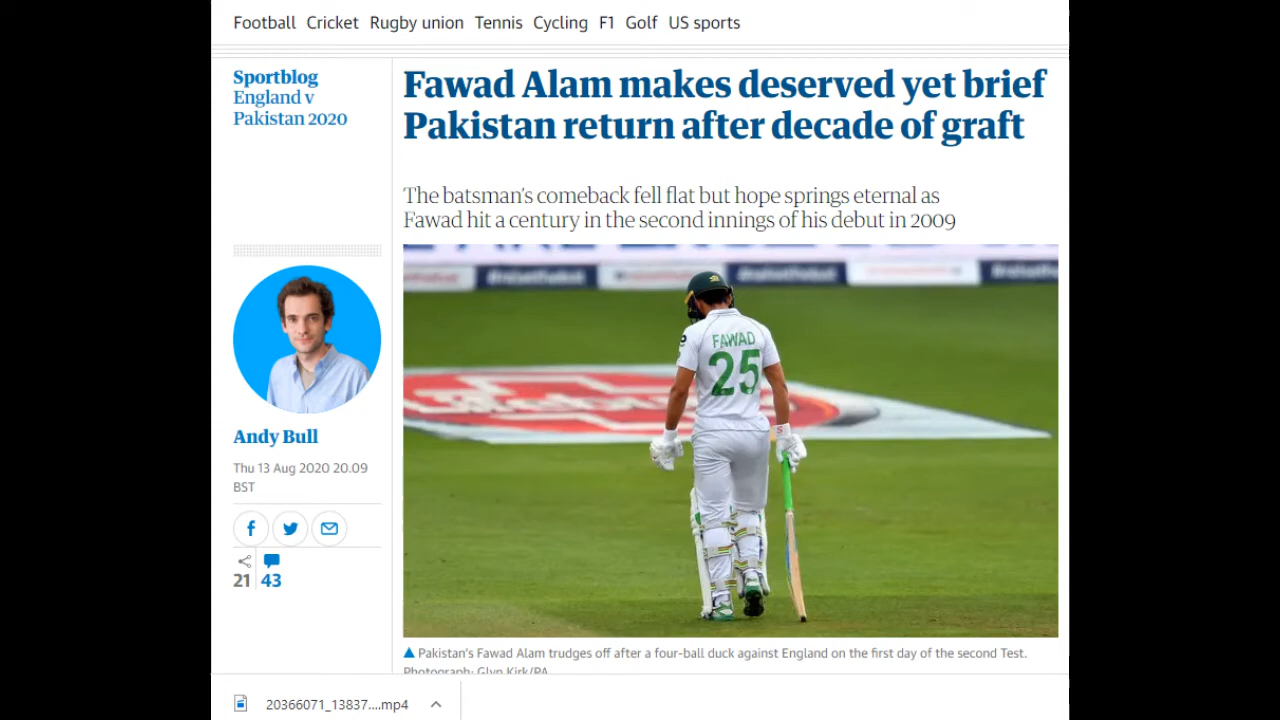 Football Cricket Rugby union Tennis Cycling F1 Golf US sports
Sportblog
England v
Pakistan 2020
Fawad Alam makes deserved yet brief
Pakistan return after decade of graft
The batsman's comeback fell flat but hope springs eternal as
Fawad hit a century in the second innings of his debut in 2009
Andy Bull
Thu 13 Aug 2020 20.09
BST
21 43
FAWAD
25
Pakistan's Fawad Alam trudges off after a four-ball duck against England on the first day of the second Test.
Photograph: Glyn Kirk/PA
20366071_13837....mp4